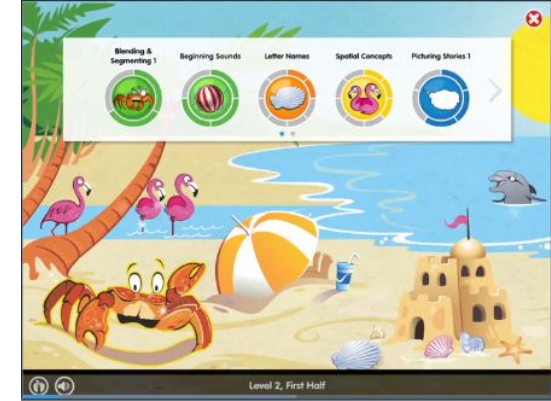 Blending &
Segmenting 1
Beginning Sounds
Letter Names
Spatial Concepts
Picturing Stories 1
Level 2, First Half